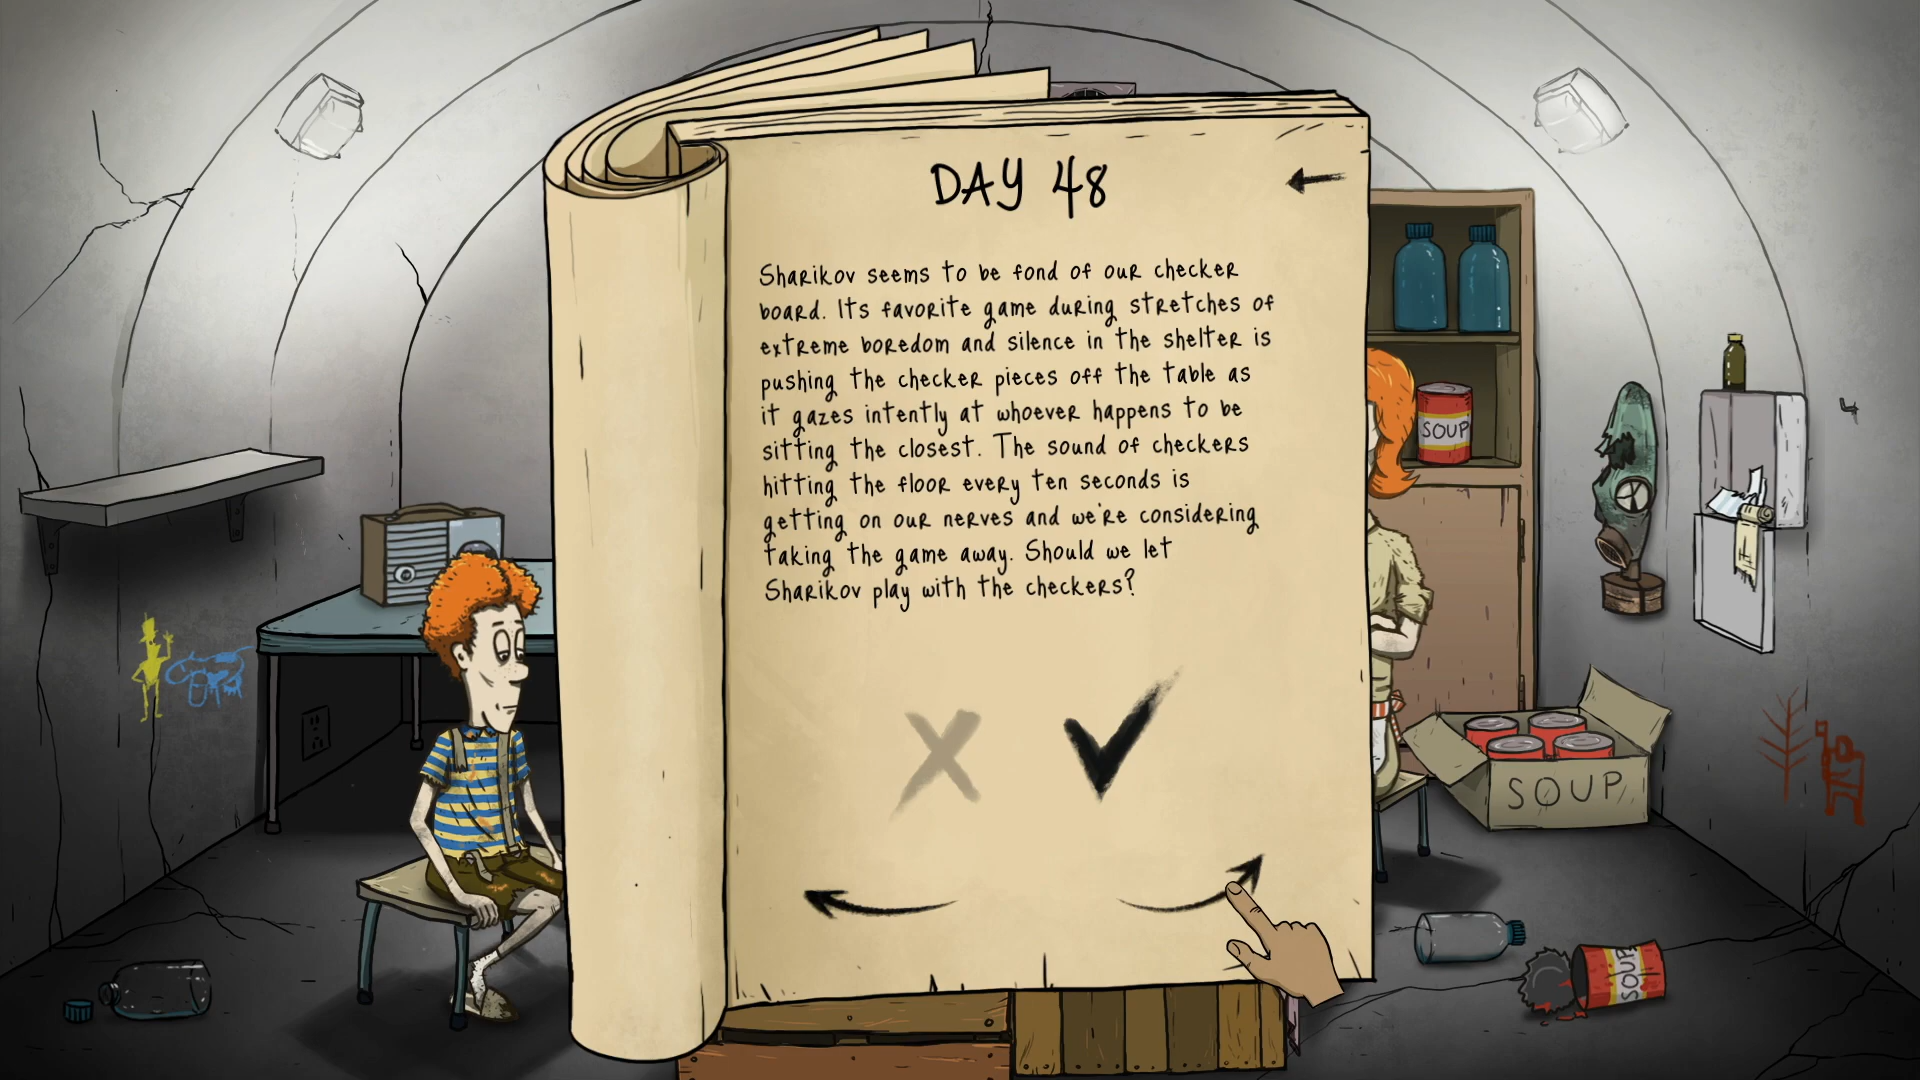 DAY 48
Sharikov seems to be fond of our checker
board. Its favorite game during stretches of
extreme boredom and silence in the shelter is
pushing the checker pieces off the table as
it gazes intently at whoever happens to be
sitting the closest. The sound of checkers
hitting the floor every ten seconds is
getting on our nerves and we're considering
taking the game away. Should we let
Sharikov play with the checkers?
SOUP
SOUP
SOUP